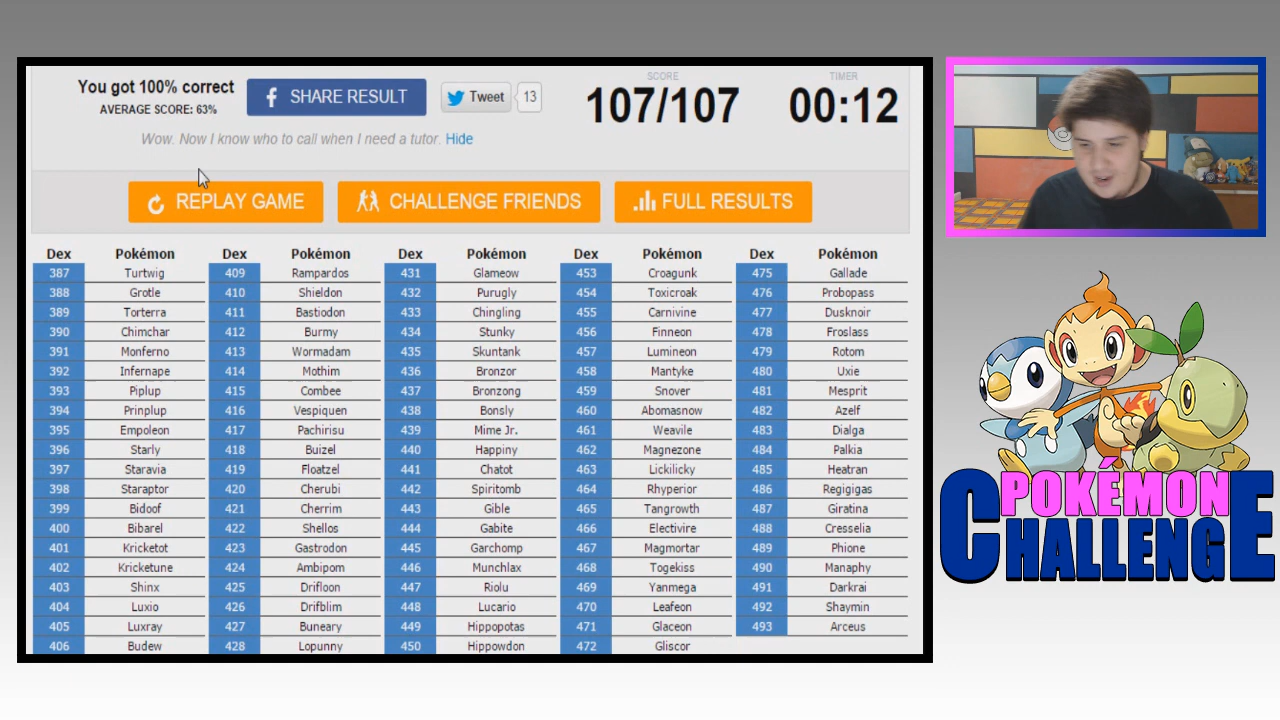 You got 100% correct
AVERAGE SCORE: 63%
f SHARE RESULT
Tweet 13
SCORE
107/107
TIMER
00:12
Wow. Now I know who to call when I need a tutor. Hide
REPLAY GAME CHALLENGE FRIENDS FULL RESULTS
Dex Pokémon Dex Pokémon Dex Pokémon Dex Pokémon Dex Pokémon
387 Turtwig 409 Rampardos 431 Glameow 453 Croagunk 475 Gallade
388 Grotle 410 Shieldon 432 Purugly 454 Toxicroak 476 Probopass
389 Torterra 411 Bastiodon 433 Chingling 455 Carnivine 477 Dusknoir
390 Chimchar 412 Burmy 434 Stunky 456 Finneon 478 Froslass
391 Monferno 413 Wormadam 435 Skuntank 457 Lumineon 479 Rotom
392 Infernape 414 Mothim 436 Bronzor 458 Mantyke 480 Uxie
393 Piplup 415 Combee 437 Bronzong 459 Snover 481 Mesprit
394 Prinplup 416 Vespiquen 438 Bonsly 460 Abomasnow 482 Azelf
395 Empoleon 417 Pachirisu 439 Mime Jr. 461 Weavile 483 Dialga
396 Starly 418 Buizel 440 Happiny 462 Magnezone 484 Palkia
397 Staravia 419 Floatzel 441 Chatot 463 Lickilicky 485 Heatran
398 Staraptor 420 Cherubi 442 Spiritomb 464 Rhyperior 486 Regigigas
399 Bidoof 421 Cherrim 443 Gible 465 Tangrowth 487 Giratina
400 Bibarel 422 Shellos 444 Gabite 466 Electivire 488 Cresselia
401 Kricketot 423 Gastrodon 445 Garchomp 467 Magmortar 489 Phione
402 Kricketune 424 Ambipom 446 Munchlax 468 Togekiss 490 Manaphy
403 Shinx 425 Drifloon 447 Riolu 469 Yanmega 491 Darkrai
404 Luxio 426 Drifblim 448 Lucario 470 Leafeon 492 Shaymin
405 Luxray 427 Buneary 449 Hippopotas 471 Glaceon 493 Arceus
406 Budew 428 Lopunny 450 Hippowdon 472 Gliscor
POKÉMON
CHALLENGE